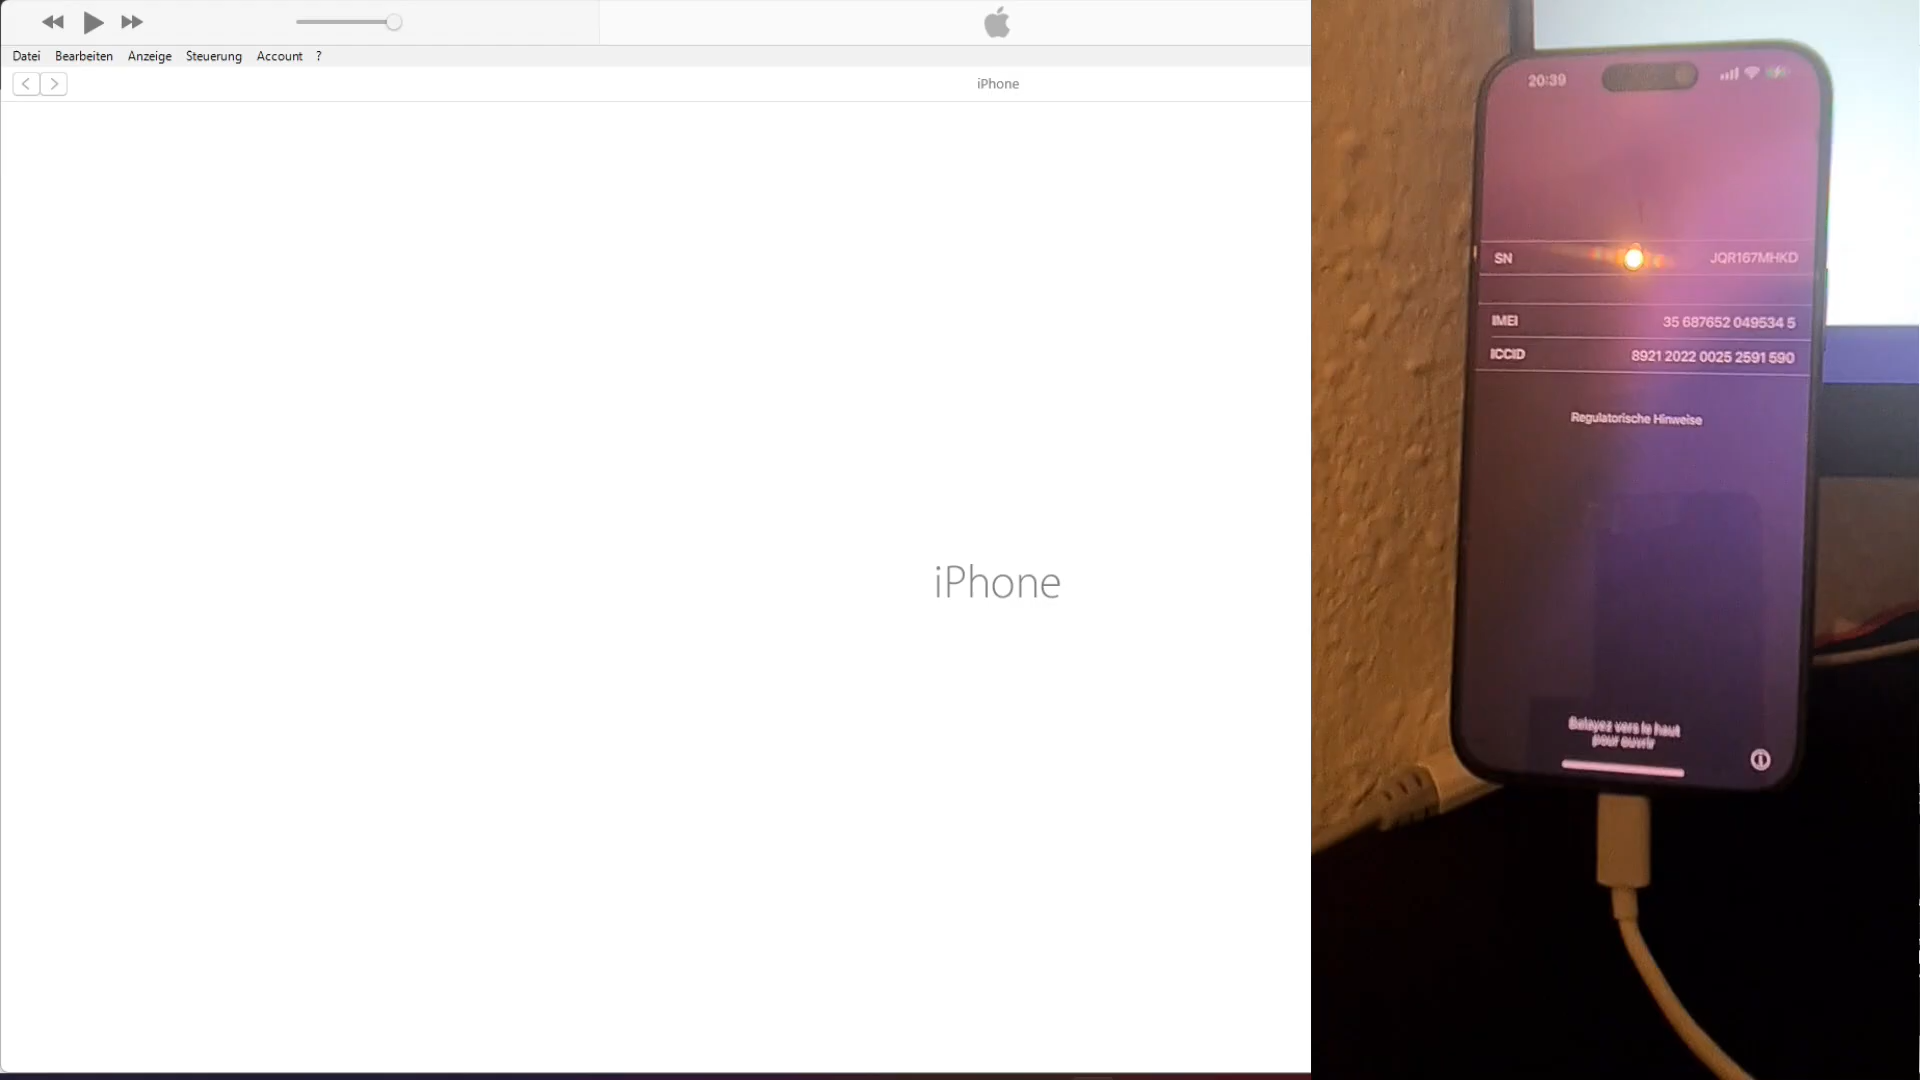 Datei Bearbeiten Anzeige Steuerung Account ?
iPhone
iPhone
20:39
SN JQR167MHKD
IMEI 35 687652 049534 5
ICCID 8921 2022 0025 2591 590
Regulatorische Hinweise
Balayez vers le haut
pour ouvrir